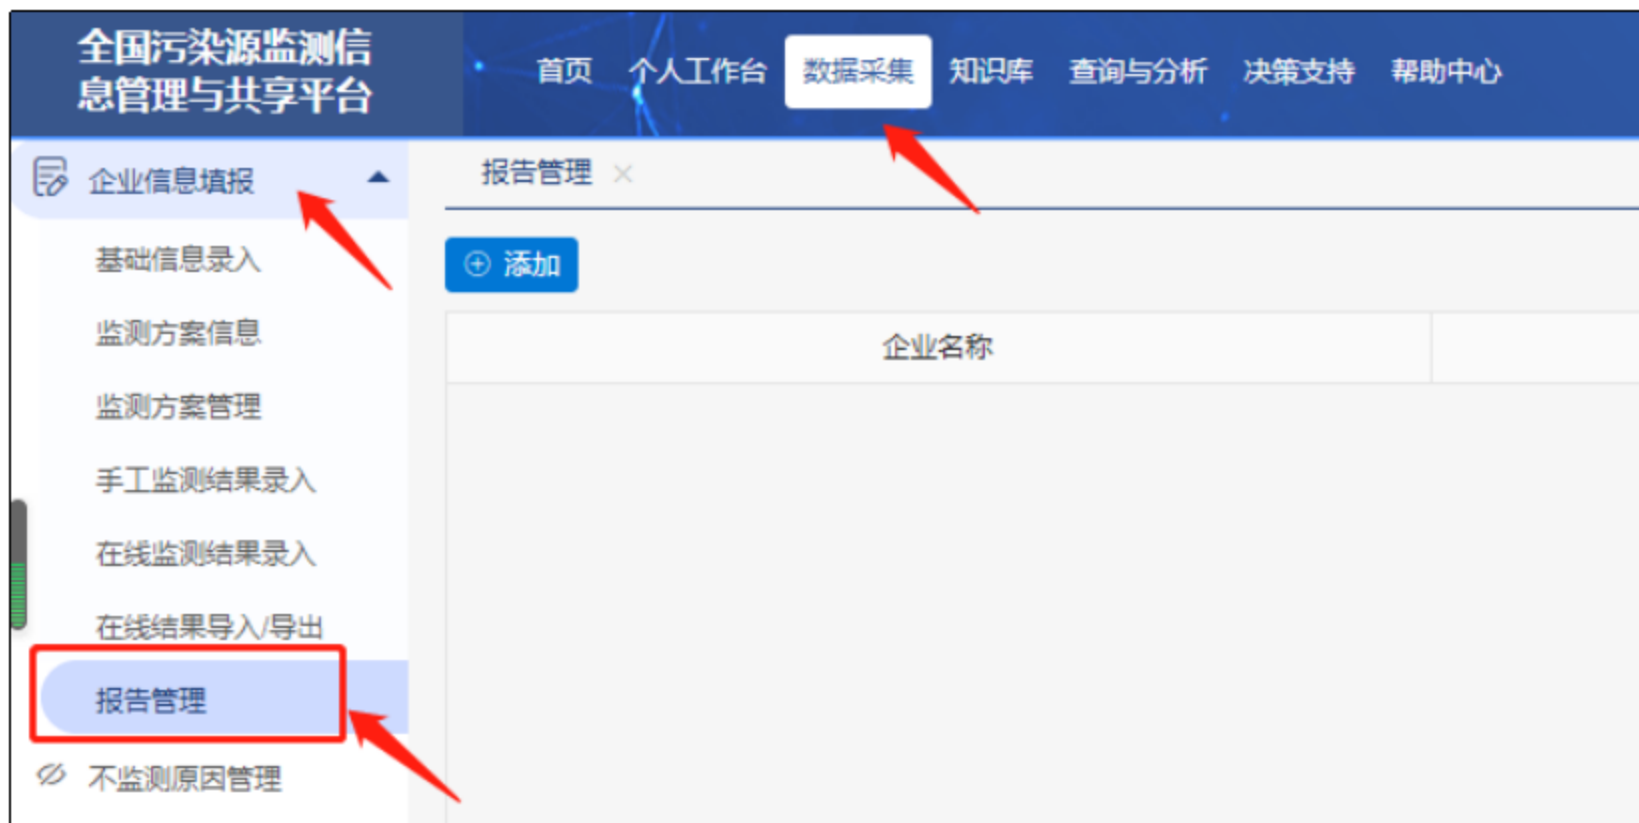 全国污染源监测信
息管理与共享平台
首页 个人工作台 数据采集 知识库 查询与分析 决策支持 帮助中心
企业信息填报
基础信息录入
监测方案信息
监测方案管理
手工监测结果录入
在线监测结果录入
在线结果导入/导出
报告管理
不监测原因管理
报告管理 ×
添加
企业名称